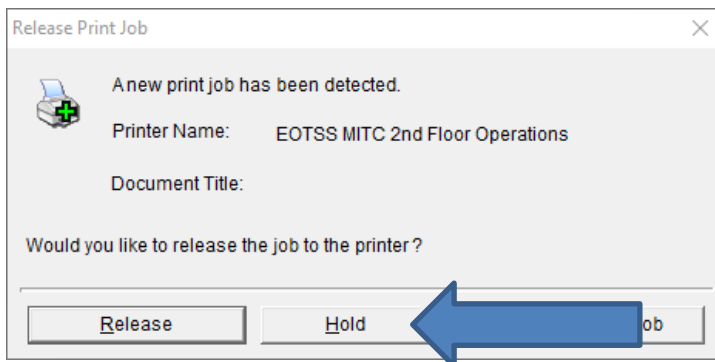 Release Print Job
A new print job has been detected.
Printer Name: EOTSS MITC 2nd Floor Operations
Document Title:
Would you like to release the job to the printer ?
Release Hold